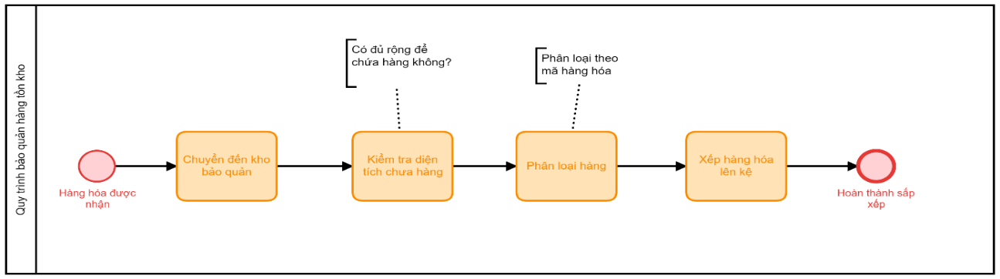 Quy trình bảo quản hàng tồn kho
Có đủ rộng để
chứa hàng không?
Phân loại theo
mã hàng hóa
Hàng hóa được
nhận
Chuyển đến kho
bảo quản
Kiểm tra diện
tích chưa hàng
Phân loại hàng
Xếp hàng hóa
lên kệ
Hoàn thành sắp
xếp